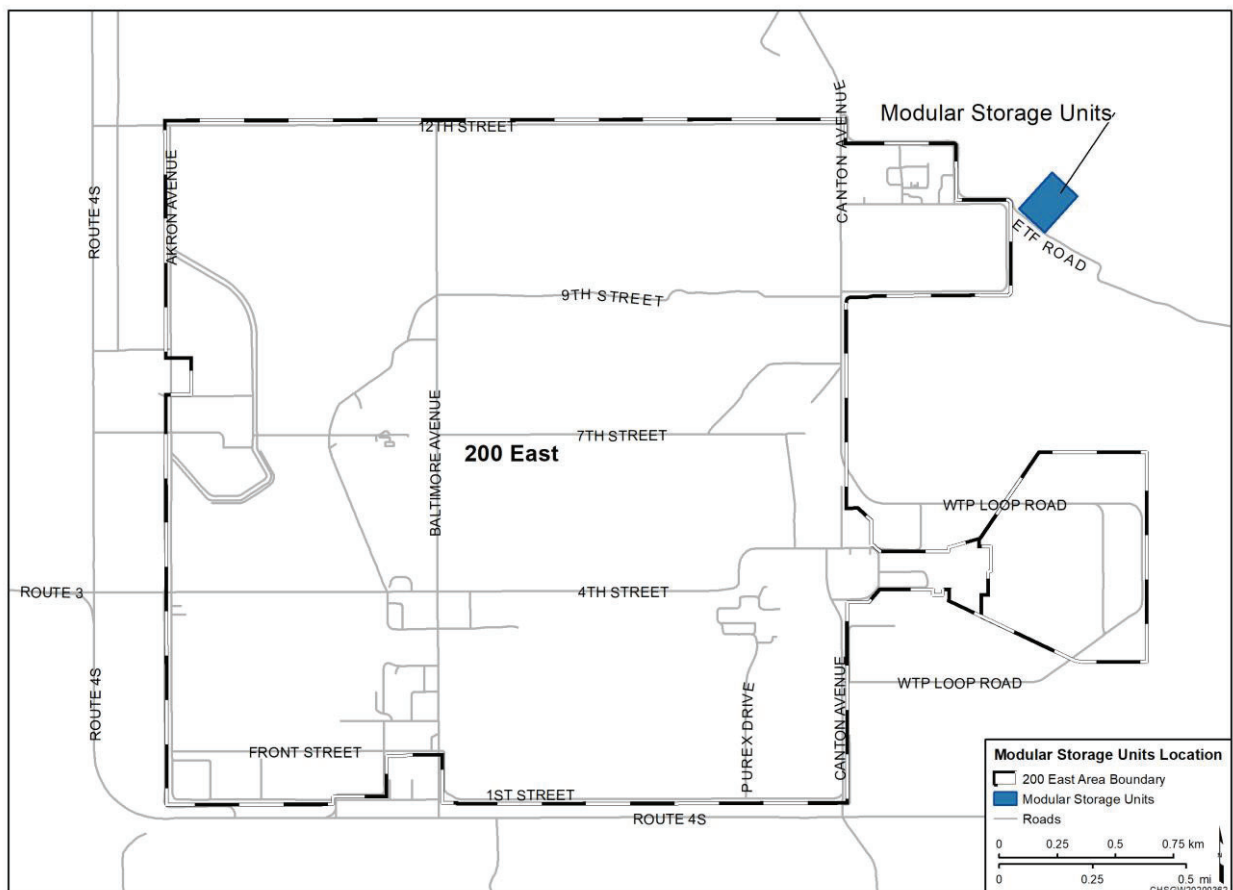 CANTON AVENUE
Modular Storage Units
12TH STREET
AKRON AVENUE
ROUTE 4S
ETF ROAD
9TH STREET
BALTIMORE AVENUE
7TH STREET
200 East
WTP LOOP ROAD
ROUTE 3
4TH STREET
ROUTE 4S
CANTON AVENUE
WTP LOOP ROAD
PUREX DRIVE
FRONT STREET
1ST STREET
ROUTE 4S
Modular Storage Units Location
200 East Area Boundary
Modular Storage Units
Roads
0 0.25 0.5 0.75 km
0 0.25 0.5 mi